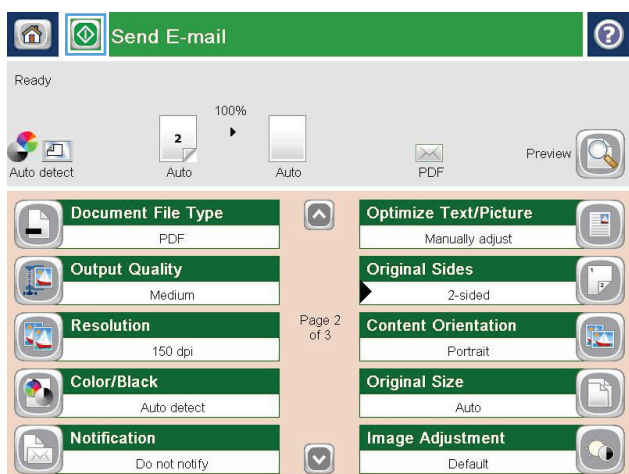 Send E-mail
?
Ready
100%
2
Auto detect
Auto
Auto
PDF
Preview
Document File Type
PDF
Output Quality
Medium
Resolution
150 dpi
Color/Black
Auto detect
Notification
Do not notify
Page 2
of 3
Optimize Text/Picture
Manually adjust
Original Sides
2-sided
1
2
Content Orientation
Portrait
Original Size
Auto
Image Adjustment
Default